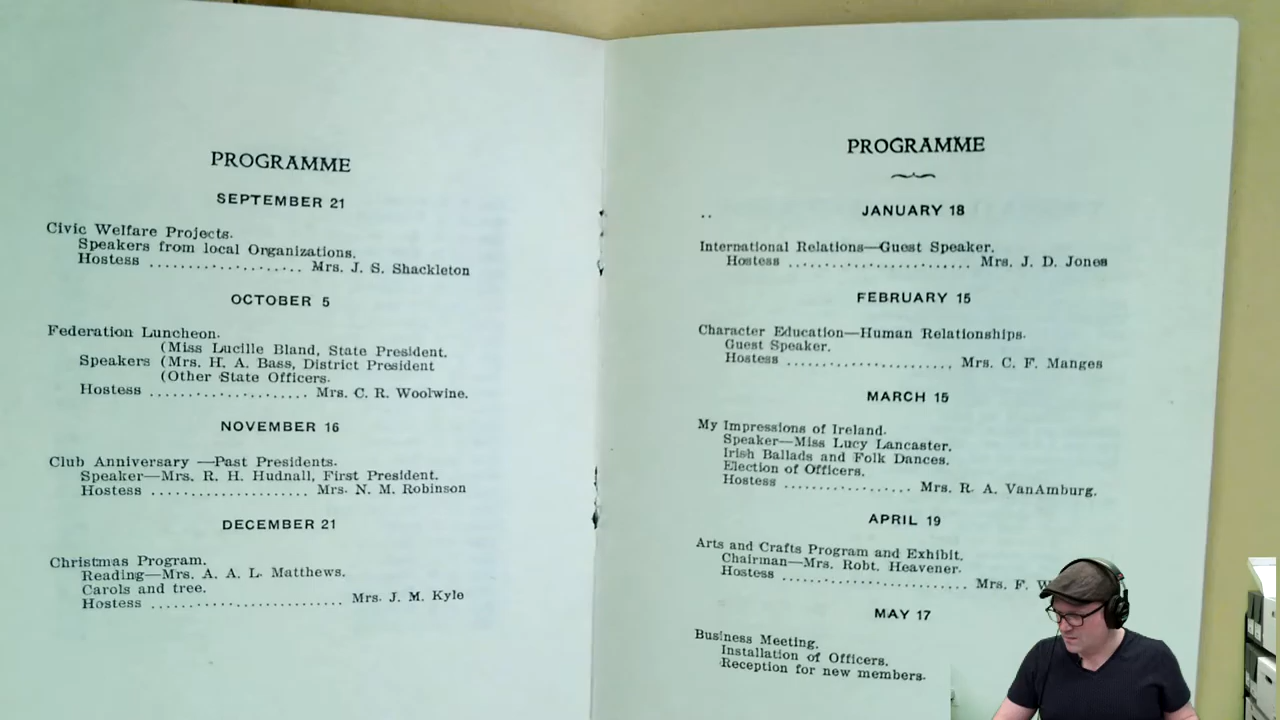 PROGRAMME
SEPTEMBER 21
Civic Welfare Projects.
Speakers from local Organizations.
Hostess ........................ Mrs. J. S. Shackleton
OCTOBER 5
Federation Luncheon.
(Miss Lucille Bland, State President.
Speakers (Mrs. H. A. Bass, District President
(Other State Officers.
Hostess ........................ Mrs. C. R. Woolwine.
NOVEMBER 16
Club Anniversary —Past Presidents.
Speaker—Mrs. R. H. Hudnall, First President.
Hostess ........................ Mrs. N. M. Robinson
DECEMBER 21
Christmas Program.
Reading—Mrs. A. A. L. Matthews.
Carols and tree.
Hostess .............................. Mrs. J. M. Kyle
PROGRAMME
JANUARY 18
International Relations—Guest Speaker.
Hostess ............................ Mrs. J. D. Jones
FEBRUARY 15
Character Education—Human Relationships.
Guest Speaker.
Hostess .......................... Mrs. C. F. Manges
MARCH 15
My Impressions of Ireland.
Speaker—Miss Lucy Lancaster.
Irish Ballads and Folk Dances.
Election of Officers.
Hostess .................... Mrs. R. A. VanAmburg.
APRIL 19
Arts and Crafts Program and Exhibit.
Chairman—Mrs. Robt. Heavener.
Hostess ............................ Mrs. F.
MAY 17
Business Meeting.
Installation of Officers.
Reception for new members.